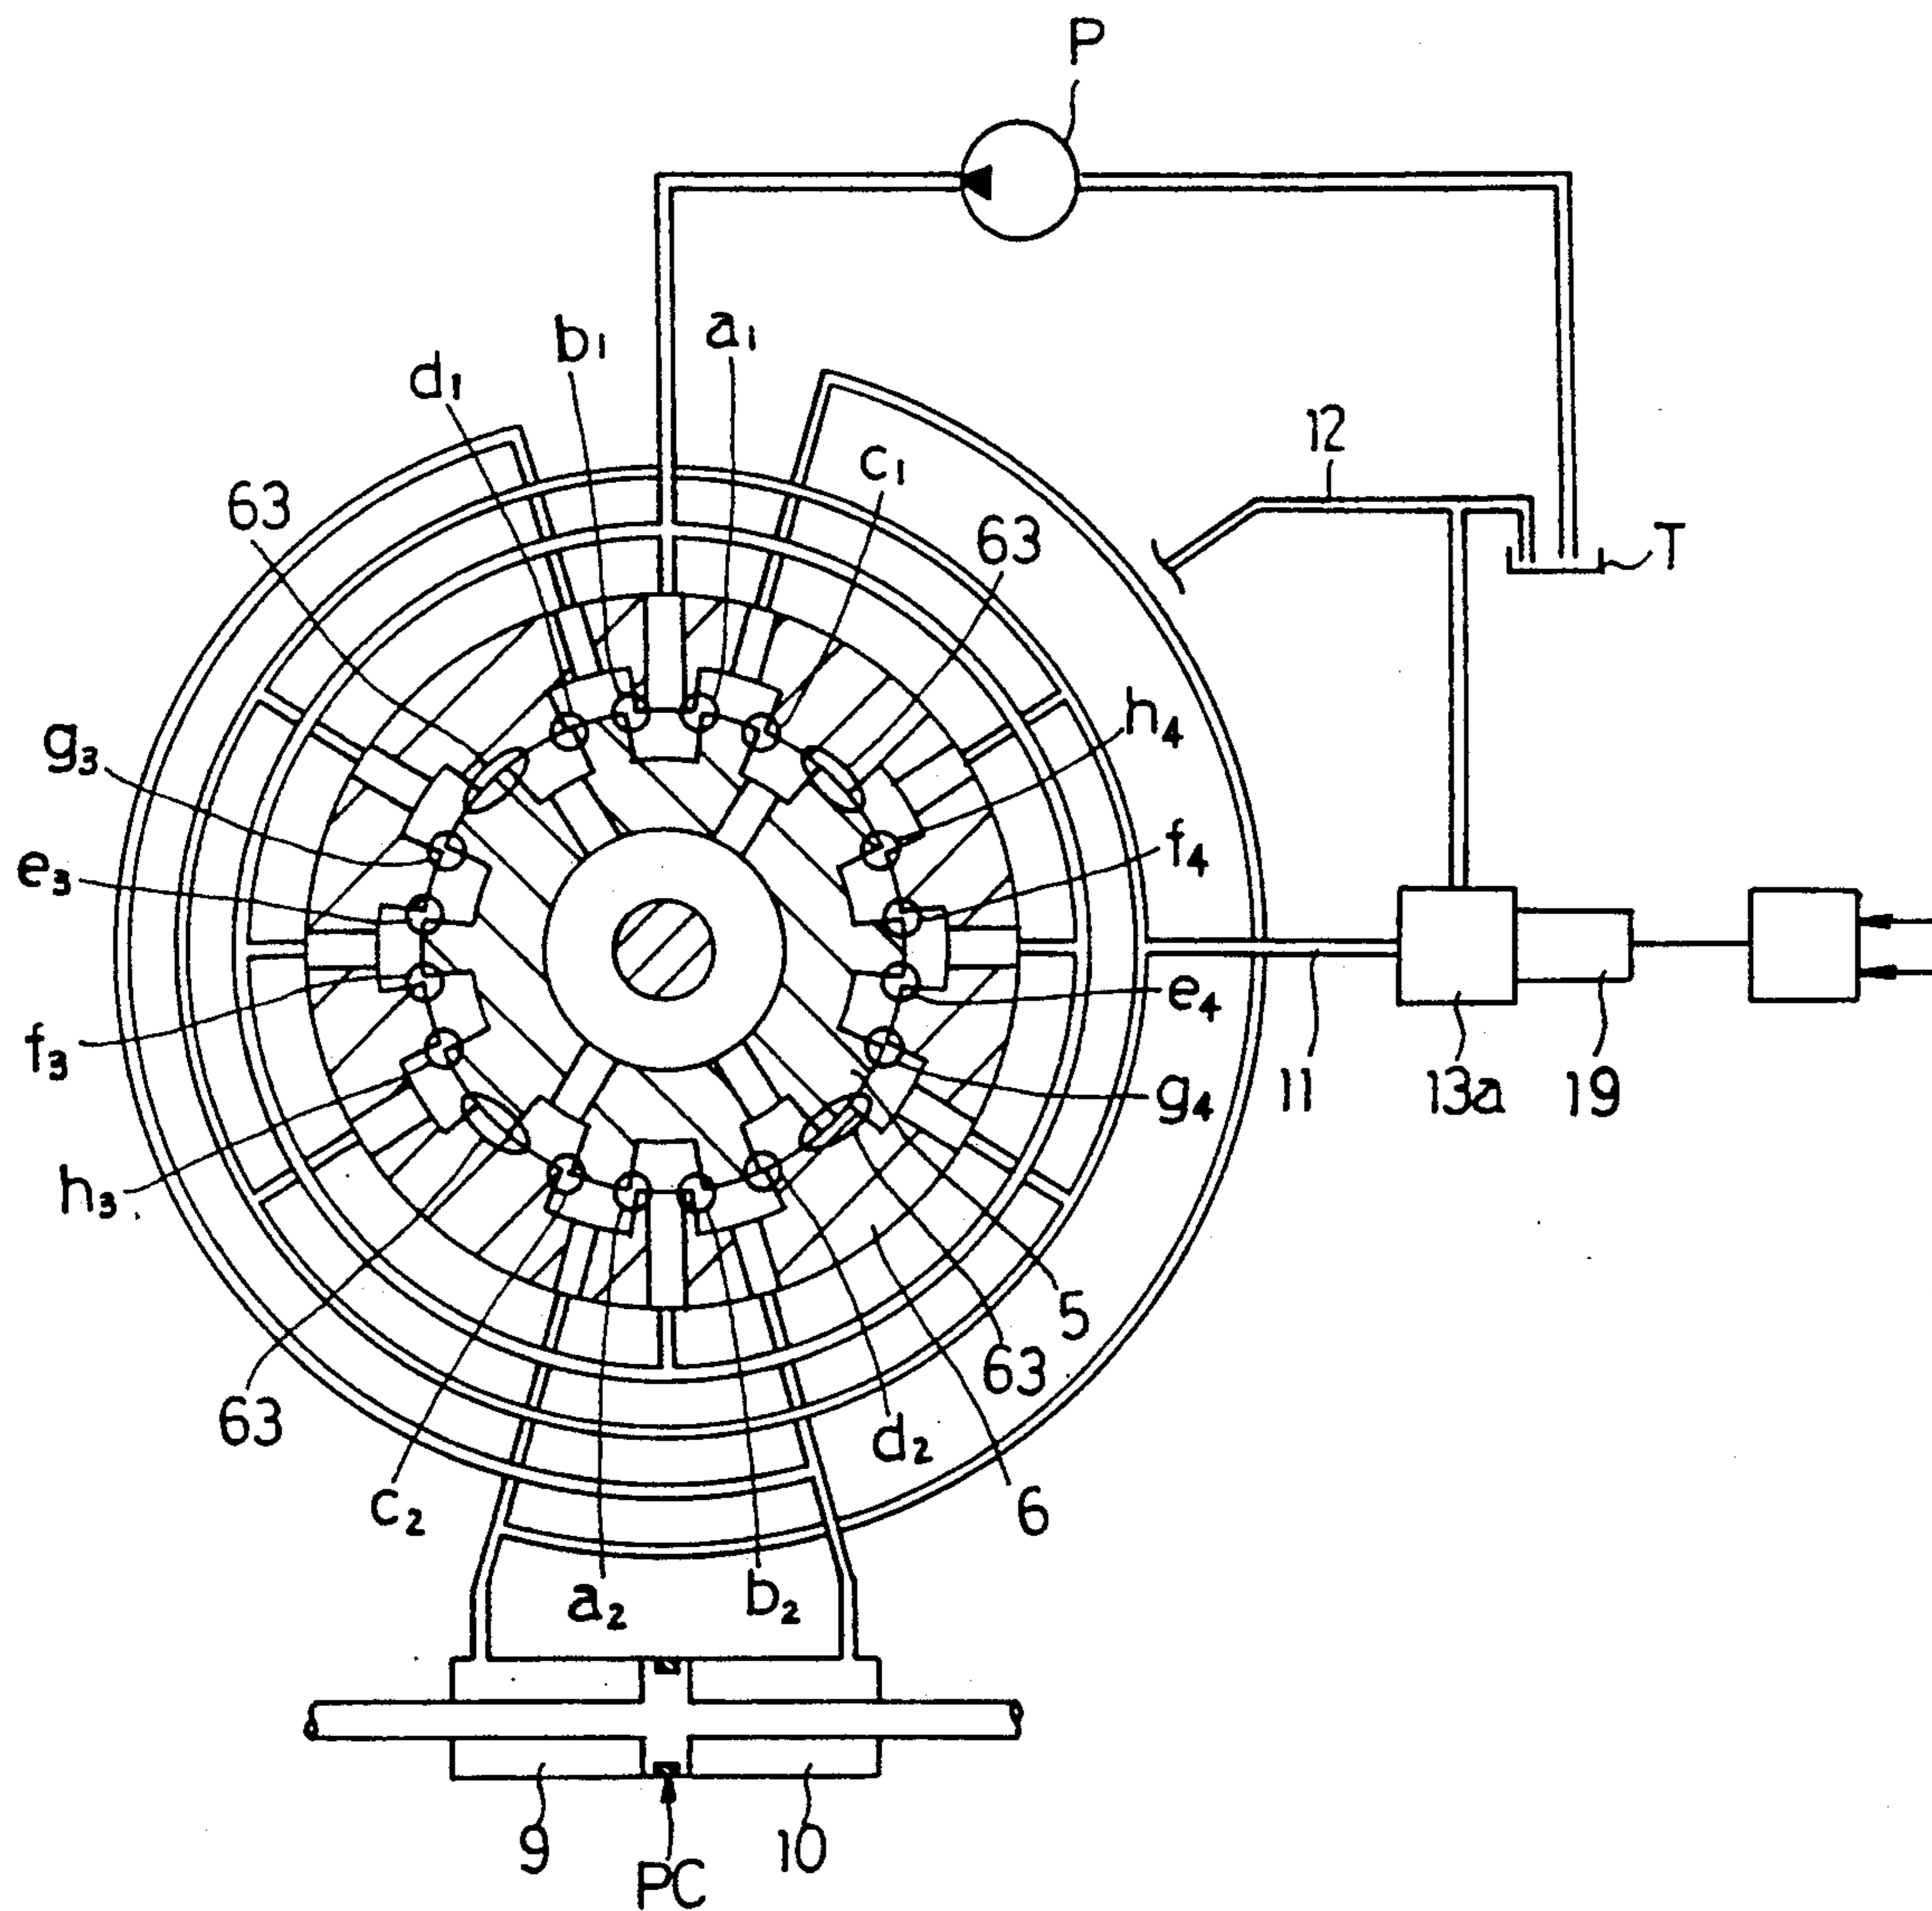 P
b₁
a₁
d₁
12
c₁
63
63
T
h₄
g₃
f₄
e₃
e₄
f₃
11
13a
19
g₄
h₃
5
63
63
d₂
c₂
6
a₂
b₂
9
10
PC